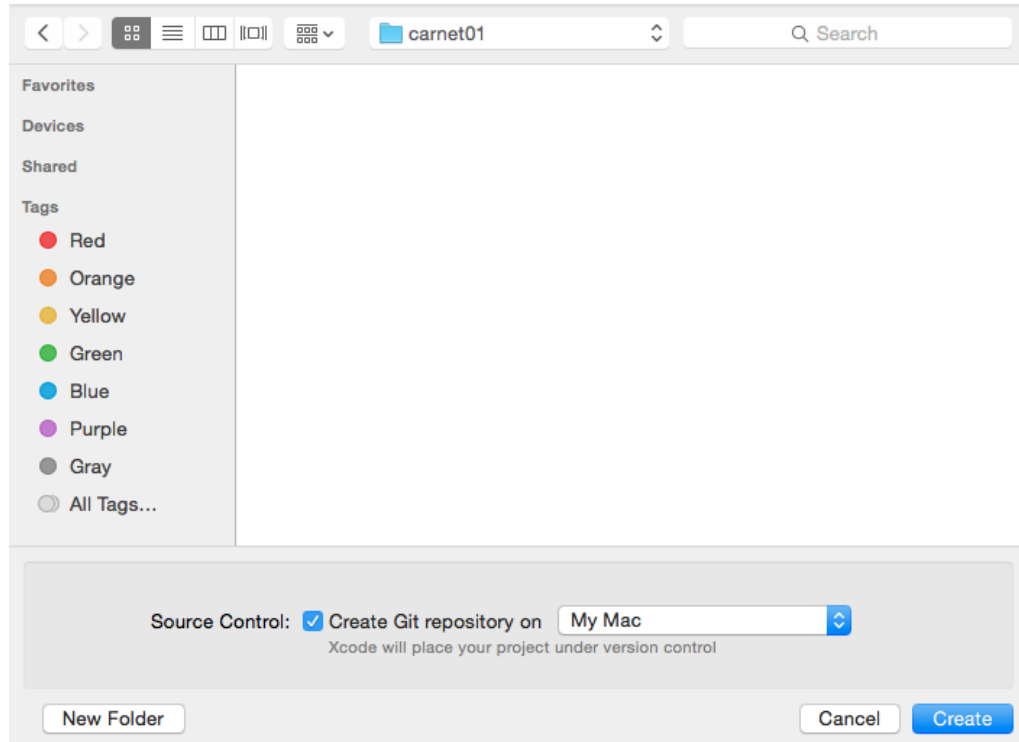 carnet01
Search
Favorites
Devices
Shared
Tags
Red
Orange
Yellow
Green
Blue
Purple
Gray
All Tags...
Source Control: Create Git repository on My Mac
Xcode will place your project under version control
New Folder Cancel Create